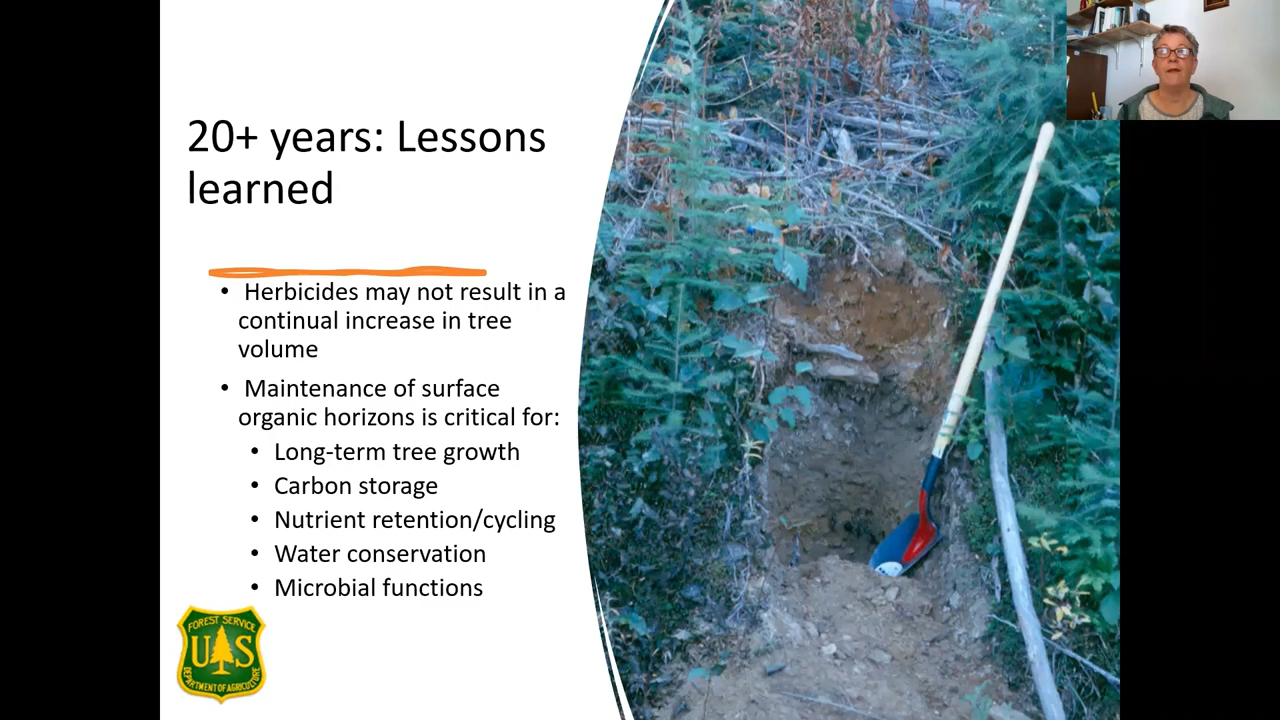 20+ years: Lessons
learned
• Herbicides may not result in a
continual increase in tree
volume
• Maintenance of surface
organic horizons is critical for:
• Long-term tree growth
• Carbon storage
• Nutrient retention/cycling
• Water conservation
• Microbial functions
FOREST SERVICE
US
DEPARTMENT OF AGRICULTURE